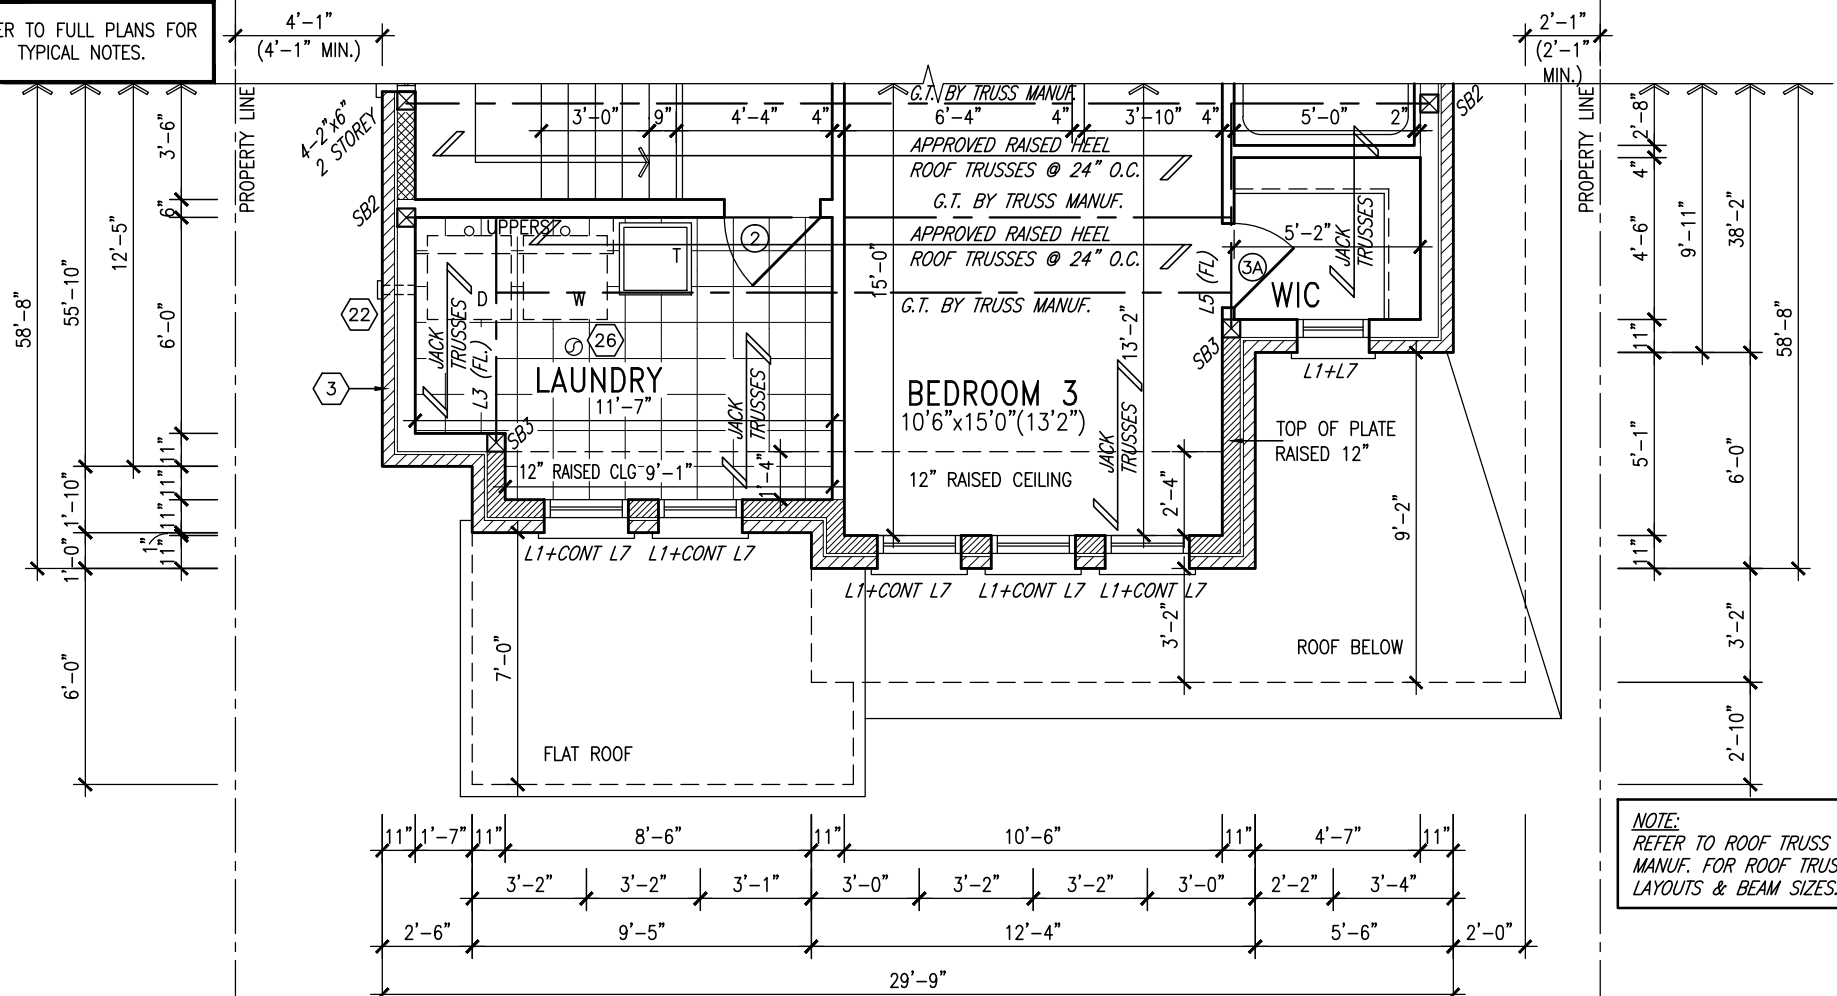 ER TO FULL PLANS FOR
TYPICAL NOTES.
4'-1"
(4'-1" MIN.)
2'-1"
(2'-1"
MIN.)
PROPERTY LINE
PROPERTY LINE
4-2"x6"
2 STOREY
SB2
SB2
G.T. BY TRUSS MANUF.
3'-0"
9"
4'-4"
4"
6'-4"
4"
3'-10"
4"
5'-0"
2"
APPROVED RAISED HEEL
ROOF TRUSSES @ 24" O.C.
G.T. BY TRUSS MANUF.
APPROVED RAISED HEEL
ROOF TRUSSES @ 24" O.C.
G.T. BY TRUSS MANUF.
58'-8"
55'-10"
12'-5"
3'-6"
6"
6'-0"
11"
11"
11"
1"
11"
1'-10"
1'-0"
6'-0"
UPPERS
T
2
D
W
22
26
3
JACK
TRUSSES
L3 (FL.)
LAUNDRY
11'-7"
JACK
TRUSSES
SB3
12" RAISED CLG
9'-1"
1'-4"
15'-0"
13'-2"
BEDROOM 3
10'6"x15'0"(13'2")
12" RAISED CEILING
JACK
TRUSSES
2'-4"
L5 (FL)
5'-2"
3A
WIC
JACK
TRUSSES
SB3
L1+L7
TOP OF PLATE
RAISED 12"
9'-2"
2'-8"
4"
4'-6"
11"
5'-1"
11"
9'-11"
38'-2"
6'-0"
3'-2"
2'-10"
58'-8"
L1+CONT L7
L1+CONT L7
L1+CONT L7
L1+CONT L7
L1+CONT L7
7'-0"
3'-2"
ROOF BELOW
FLAT ROOF
11"
1'-7"
11"
8'-6"
11"
10'-6"
11"
4'-7"
11"
3'-2"
3'-2"
3'-1"
3'-0"
3'-2"
3'-2"
3'-0"
2'-2"
3'-4"
2'-6"
9'-5"
12'-4"
5'-6"
2'-0"
29'-9"
NOTE:
REFER TO ROOF TRUSS
MANUF. FOR ROOF TRUS
LAYOUTS & BEAM SIZES.